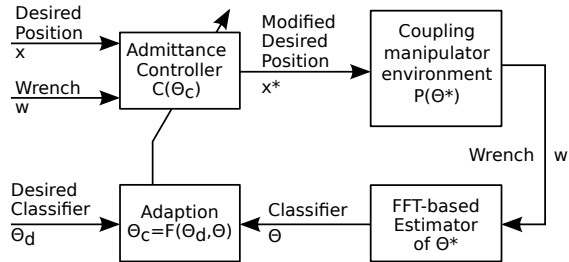 Desired
Position
x
Wrench
w
Admittance
Controller
C(Θc)
Modified
Desired
Position
x*
Coupling
manipulator
environment
P(Θ*)
Wrench w
Desired
Classifier
Θd
Adaption
Θc=F(Θd,Θ)
Classifier
Θ
FFT-based
Estimator
of Θ*